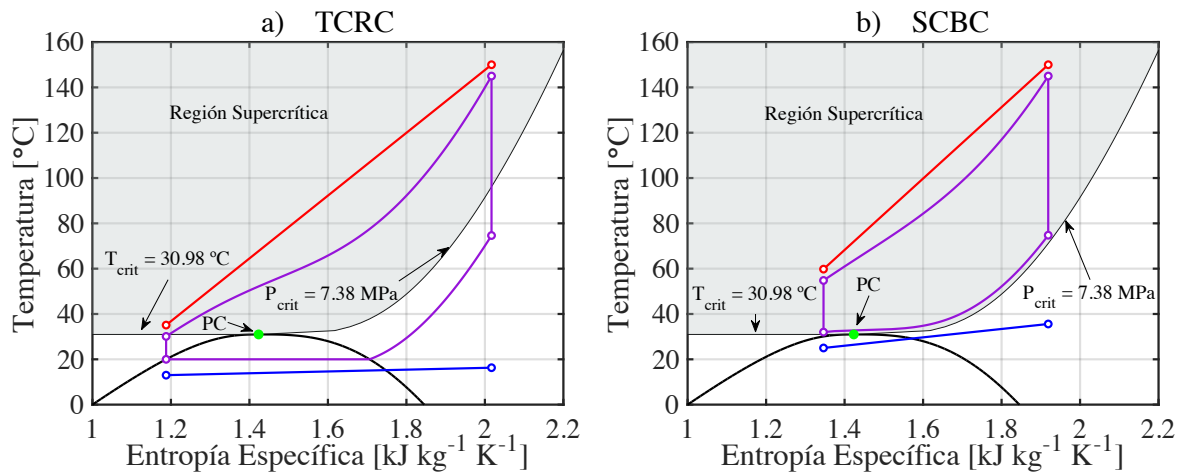 a) TCRC
160
140
120
100
80
60
40
20
0
Temperatura [°C]
Región Supercrítica
T_crit = 30.98 ºC
P_crit = 7.38 MPa
PC
1 1.2 1.4 1.6 1.8 2 2.2
Entropía Específica [kJ kg^-1 K^-1]
b) SCBC
160
140
120
100
80
60
40
20
0
Temperatura [°C]
Región Supercrítica
PC
T_crit = 30.98 ºC
P_crit = 7.38 MPa
1 1.2 1.4 1.6 1.8 2 2.2
Entropía Específica [kJ kg^-1 K^-1]